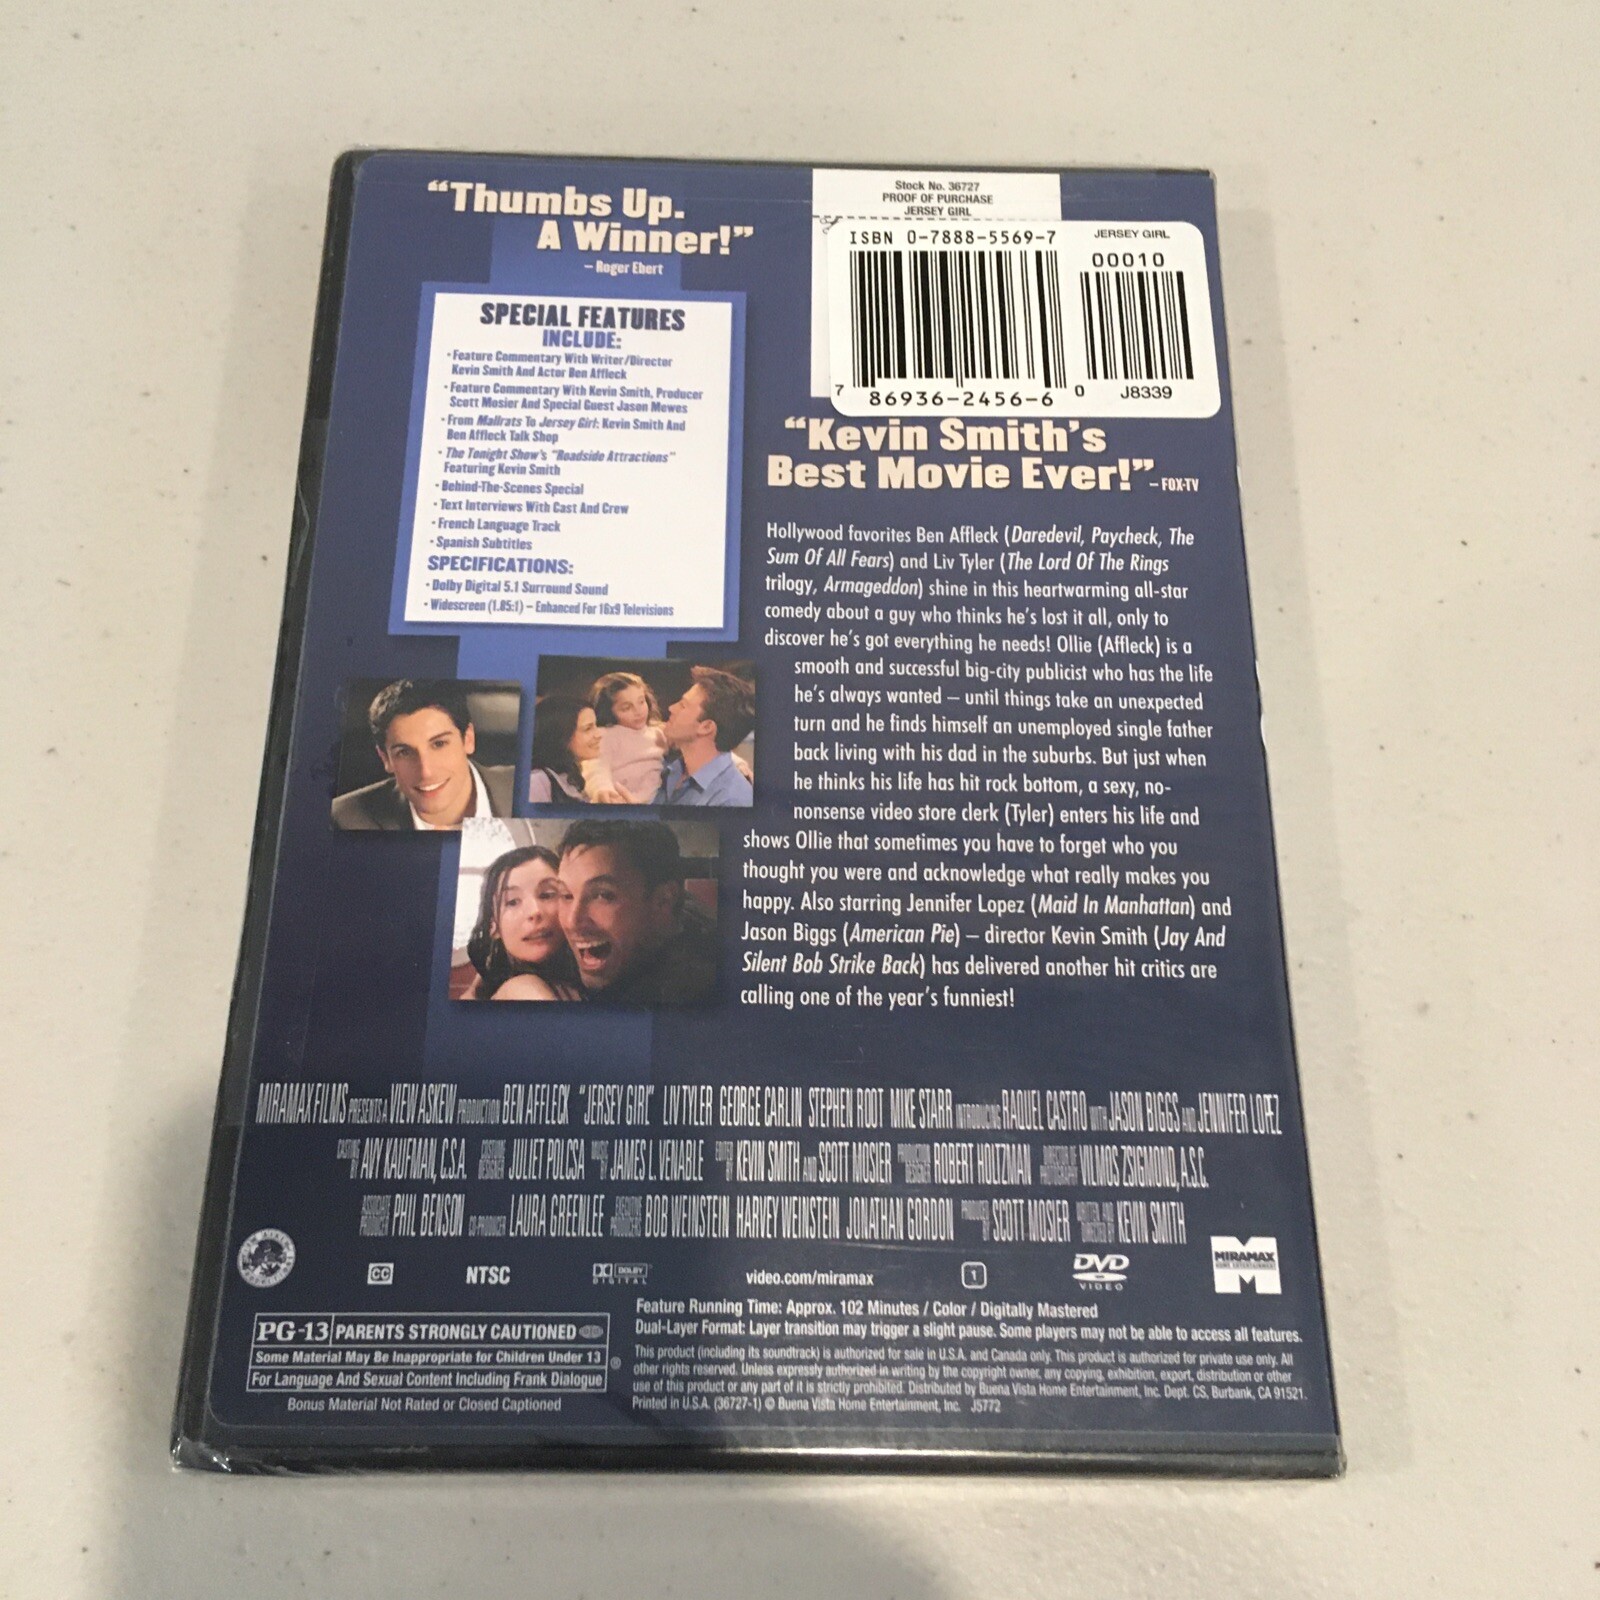 “Thumbs Up.
A Winner!”
– Roger Ebert
SPECIAL FEATURES
INCLUDE:
• Feature Commentary With Writer/Director
Kevin Smith And Actor Ben Affleck
• Feature Commentary With Kevin Smith, Producer
Scott Mosier And Special Guest Jason Mewes
• From Mallrats To Jersey Girl: Kevin Smith And
Ben Affleck Talk Shop
• The Tonight Show's "Roadside Attractions"
Featuring Kevin Smith
• Behind-The-Scenes Special
• Text Interviews With Cast And Crew
• French Language Track
• Spanish Subtitles
SPECIFICATIONS:
• Dolby Digital 5.1 Surround Sound
• Widescreen (1.85:1) – Enhanced For 16x9 Televisions
Stock No. 36727
PROOF OF PURCHASE
JERSEY GIRL
ISBN 0-7888-5569-7
JERSEY GIRL
00010
7 86936-2456-6 0
J8339
“Kevin Smith’s
Best Movie Ever!” – FOX-TV
Hollywood favorites Ben Affleck (Daredevil, Paycheck, The
Sum Of All Fears) and Liv Tyler (The Lord Of The Rings
trilogy, Armageddon) shine in this heartwarming all-star
comedy about a guy who thinks he's lost it all, only to
discover he's got everything he needs! Ollie (Affleck) is a
smooth and successful big-city publicist who has the life
he's always wanted – until things take an unexpected
turn and he finds himself an unemployed single father
back living with his dad in the suburbs. But just when
he thinks his life has hit rock bottom, a sexy, no-
nonsense video store clerk (Tyler) enters his life and
shows Ollie that sometimes you have to forget who you
thought you were and acknowledge what really makes you
happy. Also starring Jennifer Lopez (Maid In Manhattan) and
Jason Biggs (American Pie) – director Kevin Smith (Jay And
Silent Bob Strike Back) has delivered another hit critics are
calling one of the year's funniest!
MIRAMAX FILMS PRESENTS A VIEW ASKEW PRODUCTION BEN AFFLECK "JERSEY GIRL" LIV TYLER GEORGE CARLIN STEPHEN ROOT MIKE STARR INTRODUCING RAQUEL CASTRO WITH JASON BIGGS AND JENNIFER LOPEZ
CASTING BY AVY KAUFMAN, C.S.A. COSTUME DESIGNER JULIET POLCSA MUSIC BY JAMES L. VENABLE EDITED BY KEVIN SMITH AND SCOTT MOSIER PRODUCTION DESIGNER ROBERT HOLTZMAN DIRECTOR OF PHOTOGRAPHY VILMOS ZSIGMOND, A.S.C.
ASSOCIATE PRODUCER PHIL BENSON CO-PRODUCER LAURA GREENLEE EXECUTIVE PRODUCERS BOB WEINSTEIN HARVEY WEINSTEIN JONATHAN GORDON PRODUCED BY SCOTT MOSIER WRITTEN AND DIRECTED BY KEVIN SMITH
CC
NTSC
DOLBY
DIGITAL
video.com/miramax
1
DVD
VIDEO
MIRAMAX
HOME ENTERTAINMENT
PG-13 PARENTS STRONGLY CAUTIONED
Some Material May Be Inappropriate for Children Under 13 ®
For Language And Sexual Content Including Frank Dialogue
Bonus Material Not Rated or Closed Captioned
Feature Running Time: Approx. 102 Minutes / Color / Digitally Mastered
Dual-Layer Format: Layer transition may trigger a slight pause. Some players may not be able to access all features.
This product (including its soundtrack) is authorized for sale in U.S.A. and Canada only. This product is authorized for private use only. All
other rights reserved. Unless expressly authorized in writing by the copyright owner, any copying, exhibition, export, distribution or other
use of this product or any part of it is strictly prohibited. Distributed by Buena Vista Home Entertainment, Inc. Dept. CS, Burbank, CA 91521.
Printed in U.S.A. (36727-1) © Buena Vista Home Entertainment, Inc. J5772